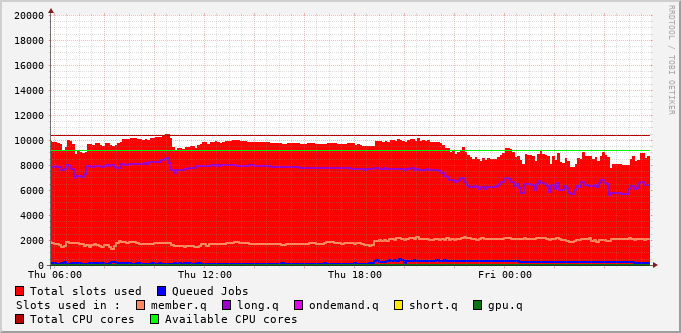 20000
18000
16000
14000
12000
10000
8000
6000
4000
2000
0
Thu 06:00 Thu 12:00 Thu 18:00 Fri 00:00
RRDTOOL / TOBI OETIKER
Total slots used Queued Jobs
Slots used in : member.q long.q ondemand.q short.q gpu.q
Total CPU cores Available CPU cores